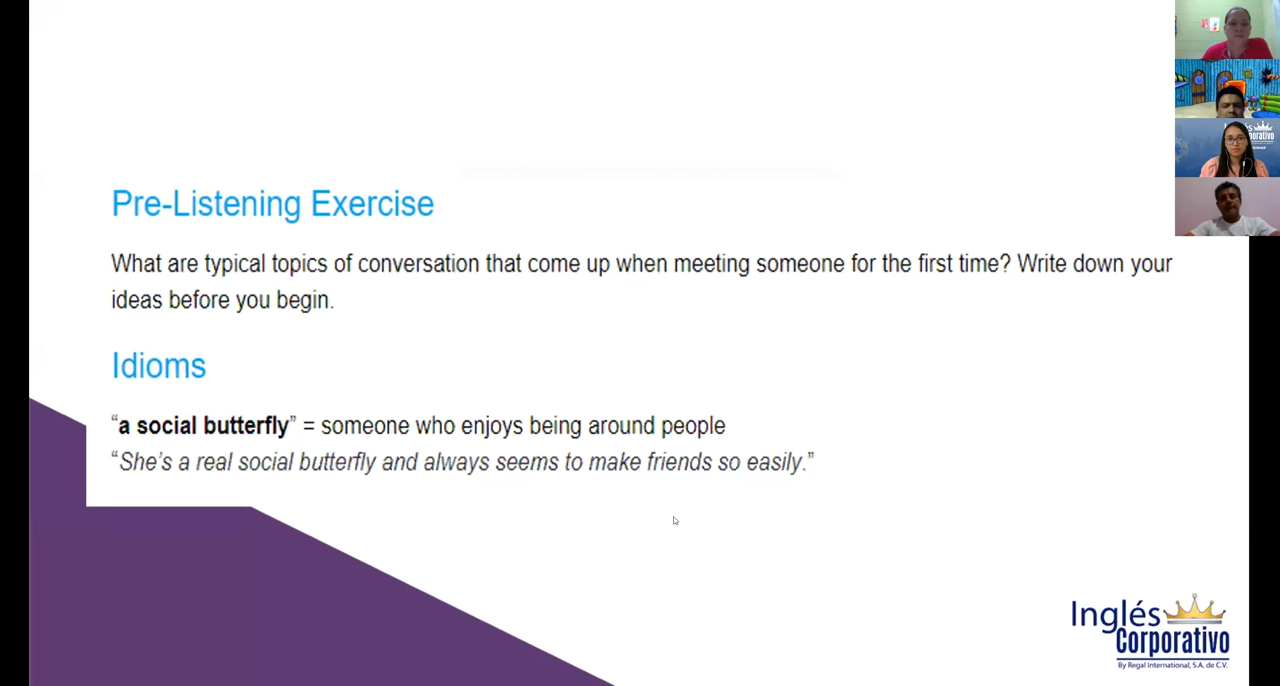 Pre-Listening Exercise
What are typical topics of conversation that come up when meeting someone for the first time? Write down your
ideas before you begin.
Idioms
“a social butterfly” = someone who enjoys being around people
“She’s a real social butterfly and always seems to make friends so easily.”
Inglés
Corporativo
By Regal International, S.A. de C.V.